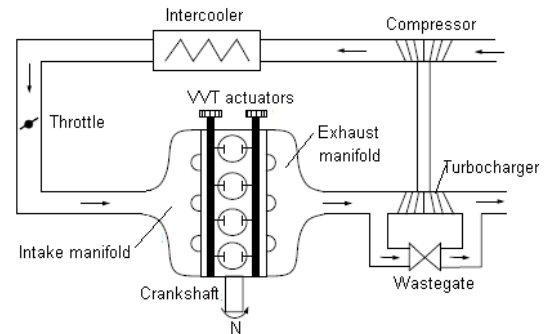 Intercooler
Compressor
VVT actuators
Throttle
Exhaust
manifold
Turbocharger
Intake manifold
Crankshaft
Wastegate
N